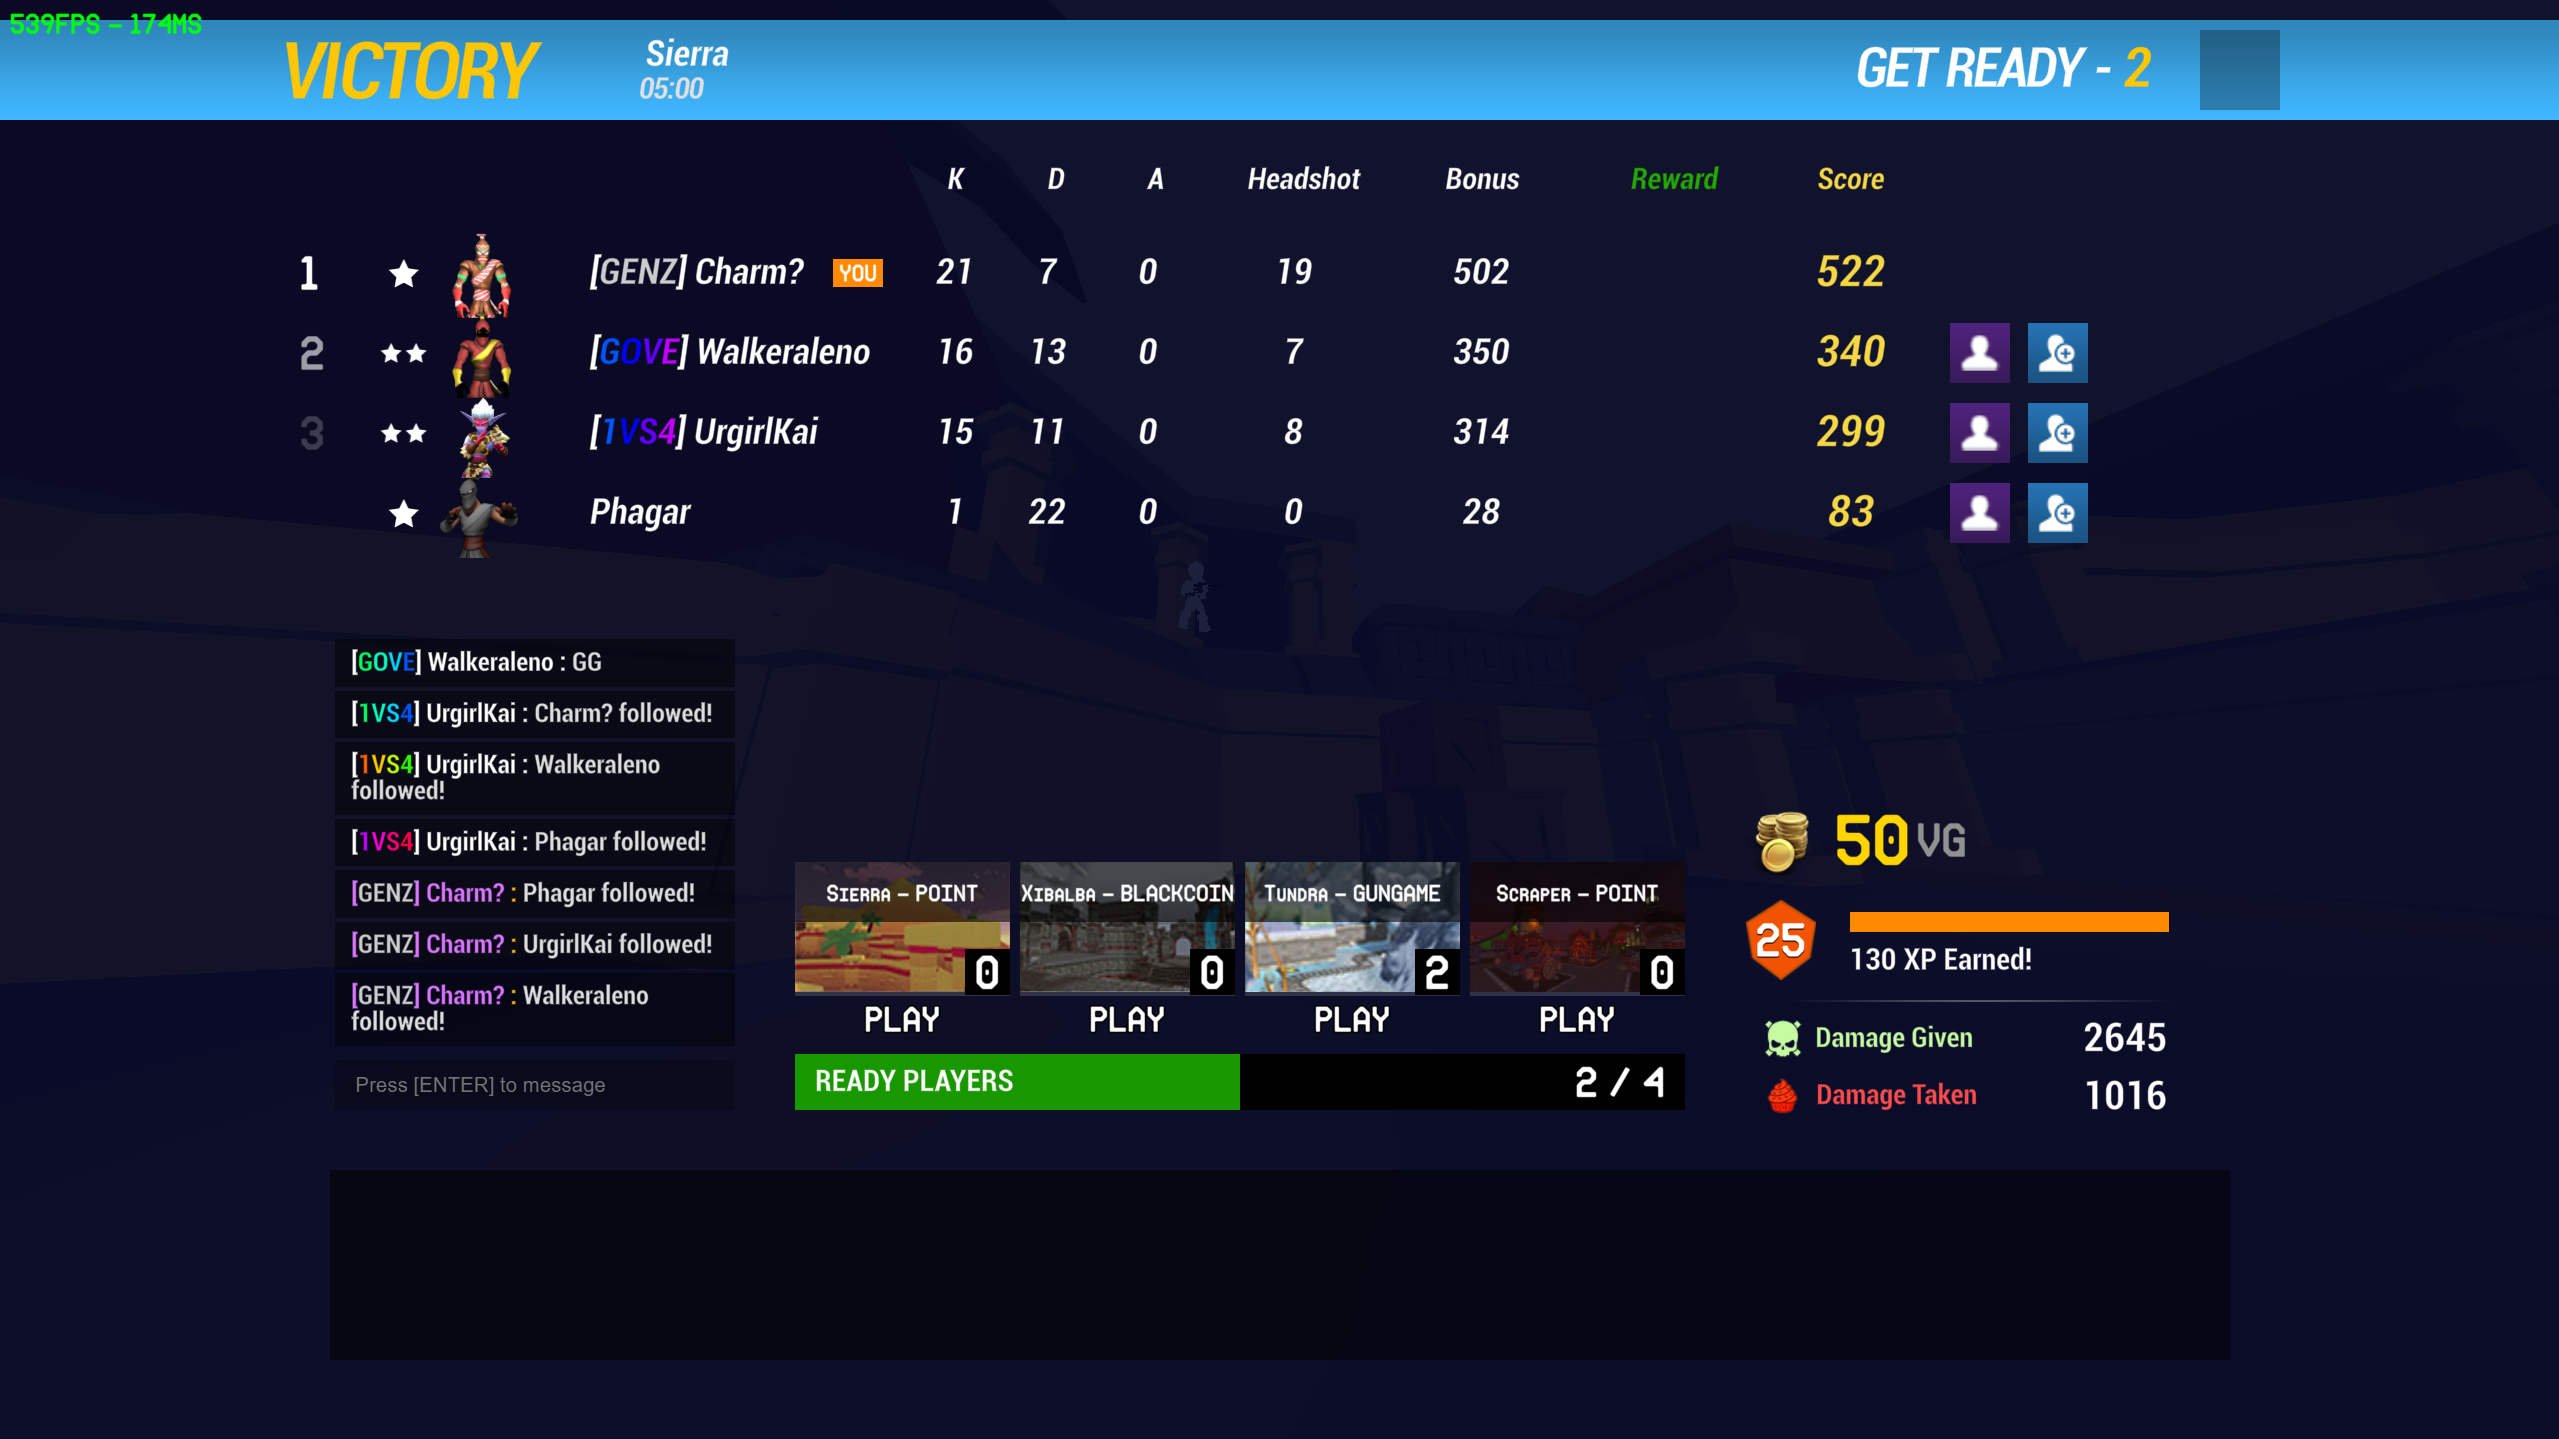 539FPS - 174MS
VICTORY
Sierra
05:00
GET READY - 2
K D A Headshot Bonus Reward Score
1 [GENZ] Charm? YOU 21 7 0 19 502 522
2 [GOVE] Walkeraleno 16 13 0 7 350 340
3 [1VS4] UrgirlKai 15 11 0 8 314 299
Phagar 1 22 0 0 28 83
[GOVE] Walkeraleno : GG
[1VS4] UrgirlKai : Charm? followed!
[1VS4] UrgirlKai : Walkeraleno
followed!
[1VS4] UrgirlKai : Phagar followed!
[GENZ] Charm? : Phagar followed!
[GENZ] Charm? : UrgirlKai followed!
[GENZ] Charm? : Walkeraleno
followed!
Press [ENTER] to message
SIERRA - POINT XIBALBA - BLACKCOIN TUNDRA - GUNGAME SCRAPER - POINT
0 0 2 0
PLAY PLAY PLAY PLAY
READY PLAYERS 2 / 4
50 VG
25
130 XP Earned!
Damage Given 2645
Damage Taken 1016